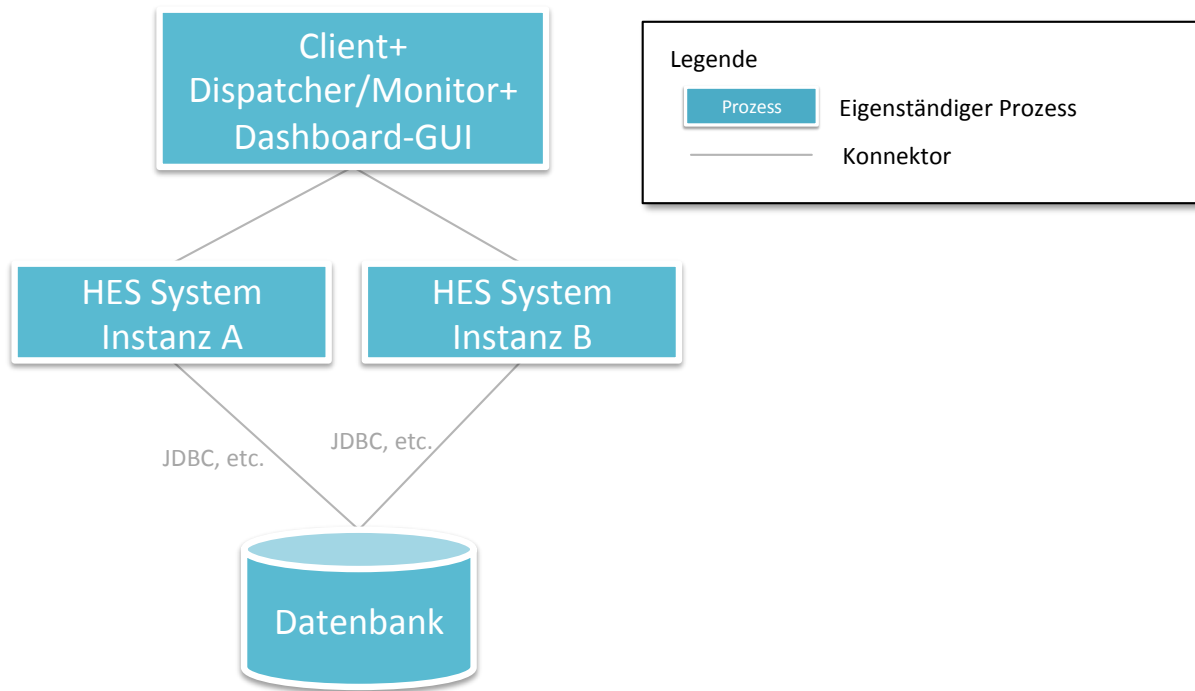 Client+
Dispatcher/Monitor+
Dashboard-GUI
Legende
Prozess
Eigenständiger Prozess
Konnektor
HES System
Instanz A
HES System
Instanz B
JDBC, etc.
JDBC, etc.
Datenbank